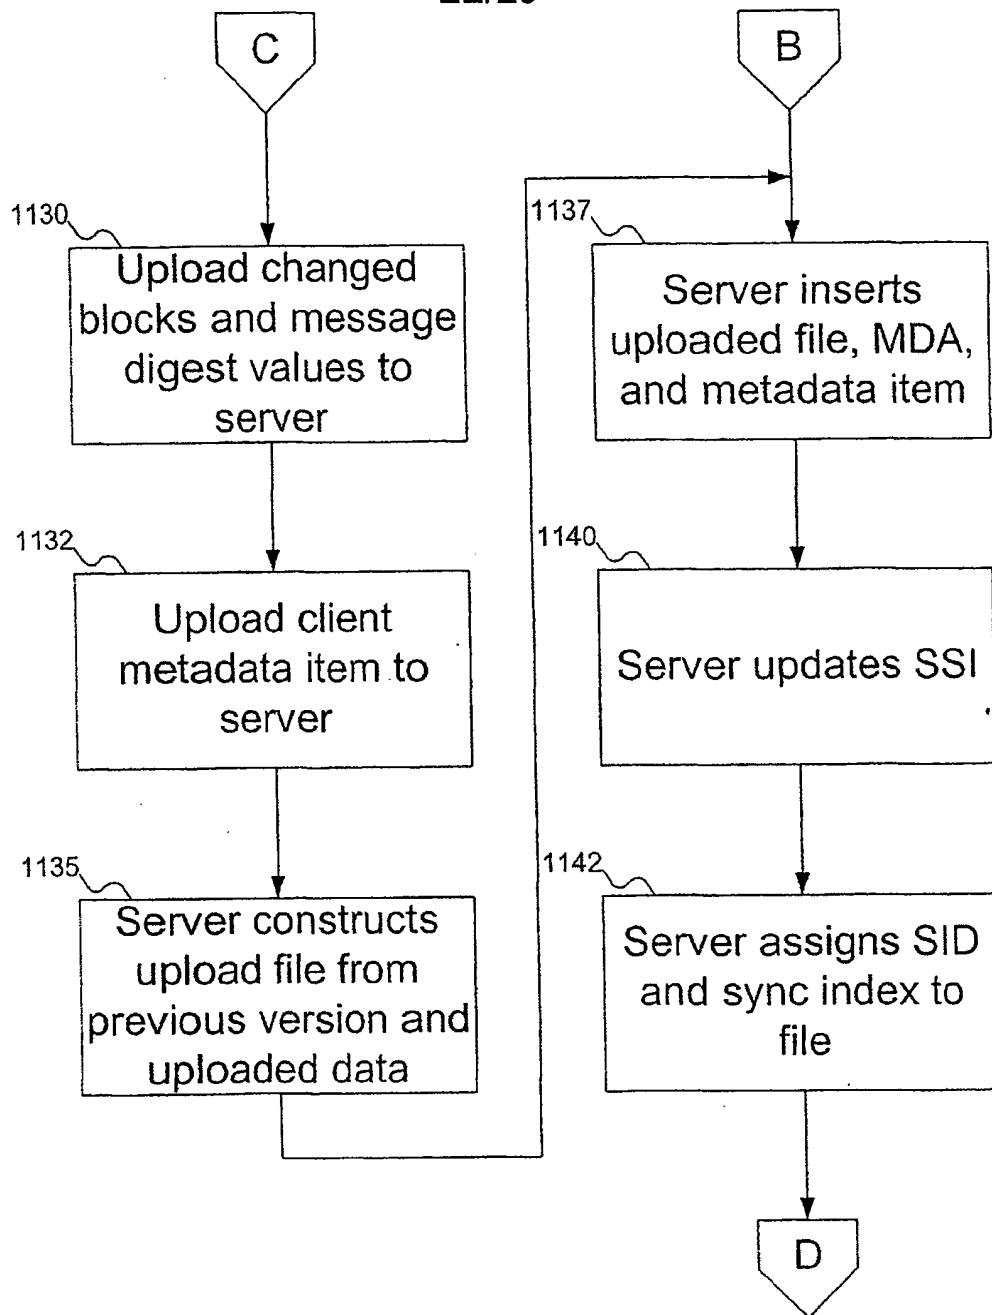 C
1130
Upload changed
blocks and message
digest values to
server
1132
Upload client
metadata item to
server
1135
Server constructs
upload file from
previous version and
uploaded data
B
1137
Server inserts
uploaded file, MDA,
and metadata item
1140
Server updates SSI
1142
Server assigns SID
and sync index to
file
D